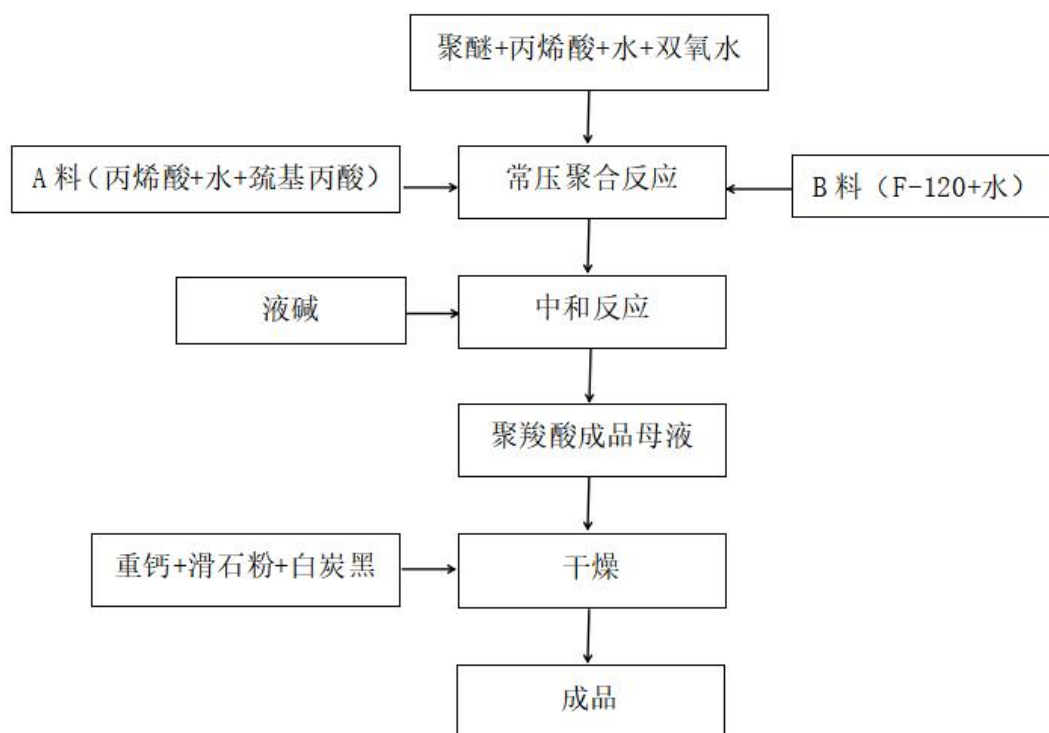 聚醚+丙烯酸+水+双氧水
A料（丙烯酸+水+巯基丙酸）
常压聚合反应
B料（F-120+水）
液碱
中和反应
聚羧酸成品母液
重钙+滑石粉+白炭黑
干燥
成品